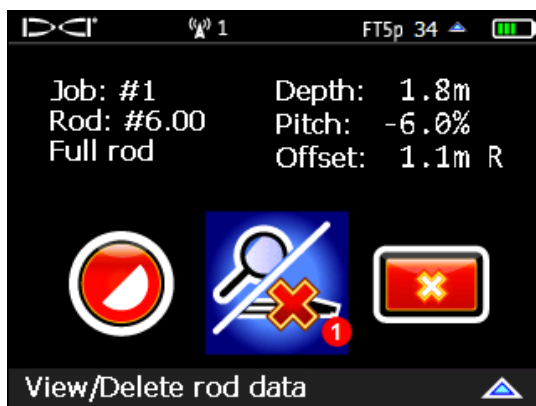 DCI 1 FT5p 34
Job: #1 Depth: 1.8m
Rod: #6.00 Pitch: -6.0%
Full rod Offset: 1.1m R
1
View/Delete rod data